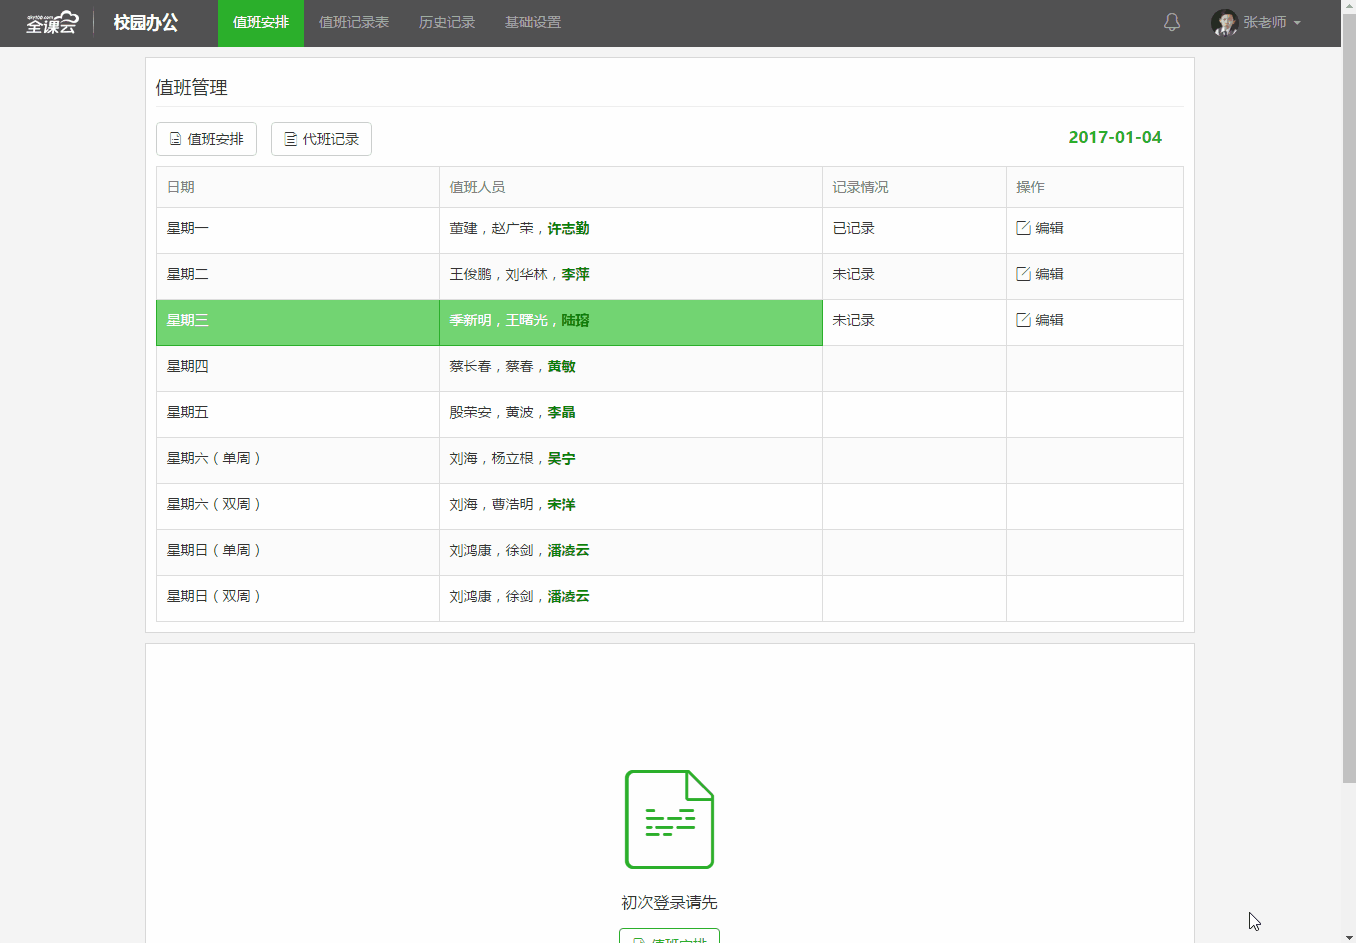 qky100.com
全课云 校园办公 值班安排 值班记录表 历史记录 基础设置 张老师
值班管理
值班安排 代班记录 2017-01-04
日期 值班人员 记录情况 操作
星期一 董建，赵广荣，许志勤 已记录 编辑
星期二 王俊鹏，刘华林，李萍 未记录 编辑
星期三 季新明，王曙光，陆瑢 未记录 编辑
星期四 蔡长春，蔡春，黄敏
星期五 殷荣安，黄波，李晶
星期六（单周） 刘海，杨立根，吴宁
星期六（双周） 刘海，曹浩明，宋洋
星期日（单周） 刘鸿康，徐剑，潘凌云
星期日（双周） 刘鸿康，徐剑，潘凌云
初次登录请先
值班安排